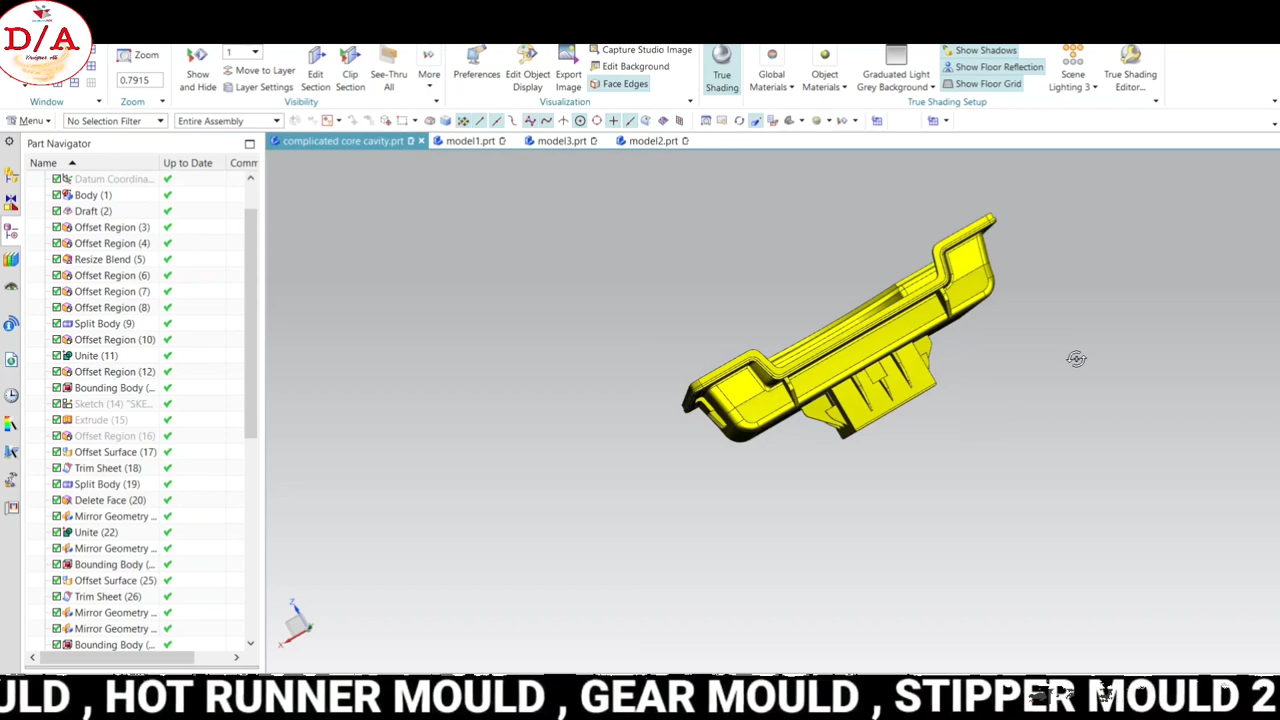 D/A
Designer Adi
Zoom
0.7915
Window
Zoom
Show and Hide
1
Move to Layer
Layer Settings
Edit Section
Clip Section
See-Thru All
More
Visibility
Preferences
Edit Object Display
Export Image
Capture Studio Image
Edit Background
Face Edges
Visualization
True Shading
Global Materials
Object Materials
Graduated Light Grey Background
Show Shadows
Show Floor Reflection
Show Floor Grid
Scene Lighting 3
True Shading Editor...
True Shading Setup
Menu
No Selection Filter
Entire Assembly
Part Navigator
complicated core cavity.prt
model1.prt
model3.prt
model2.prt
Name Up to Date Comm
Datum Coordina...
Body (1)
Draft (2)
Offset Region (3)
Offset Region (4)
Resize Blend (5)
Offset Region (6)
Offset Region (7)
Offset Region (8)
Split Body (9)
Offset Region (10)
Unite (11)
Offset Region (12)
Bounding Body (...
Sketch (14) "SKE...
Extrude (15)
Offset Region (16)
Offset Surface (17)
Trim Sheet (18)
Split Body (19)
Delete Face (20)
Mirror Geometry ...
Unite (22)
Mirror Geometry ...
Bounding Body (...
Offset Surface (25)
Trim Sheet (26)
Mirror Geometry ...
Mirror Geometry ...
Bounding Body (...
Z
X
ULD , HOT RUNNER MOULD , GEAR MOULD , STIPPER MOULD 2